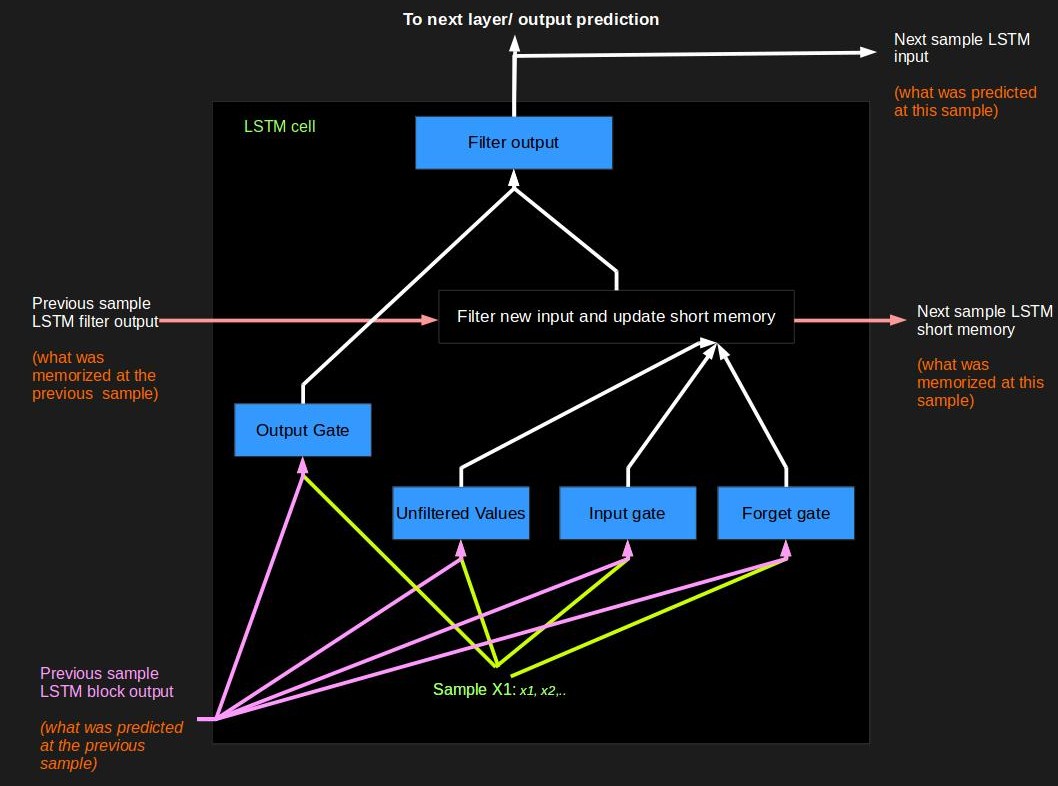 To next layer/ output prediction
Next sample LSTM
input
(what was predicted
at this sample)
LSTM cell
Filter output
Previous sample
LSTM filter output
(what was
memorized at the
previous  sample)
Filter new input and update short memory
Next sample LSTM
short memory
(what was
memorized at this
sample)
Output Gate
Unfiltered Values
Input gate
Forget gate
Previous sample
LSTM block output
(what was predicted
at the previous
sample)
Sample X1: x1, x2,..